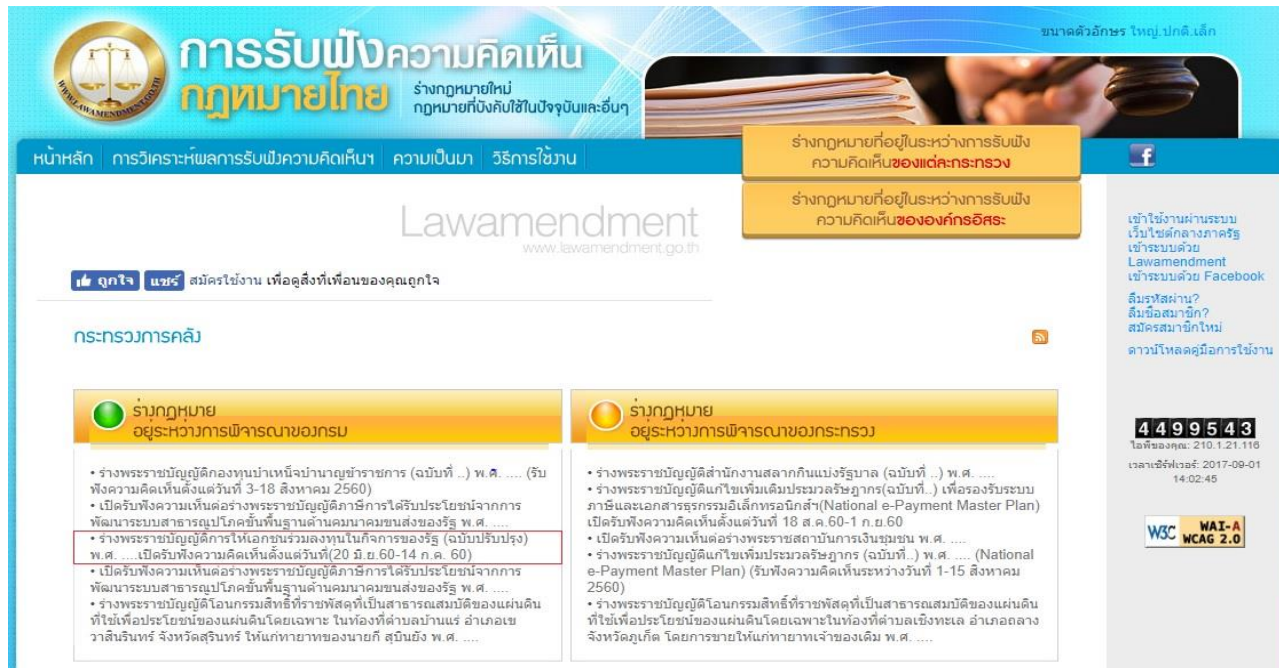 ขนาดตัวอักษร ใหญ่.ปกติ.เล็ก
WWW.LAWAMENDMENT.GO.TH
การรับฟังความคิดเห็น
กฎหมายไทย
ร่างกฎหมายใหม่
กฎหมายที่บังคับใช้ในปัจจุบันและอื่นๆ
หน้าหลัก การวิเคราะห์ผลการรับฟังความคิดเห็นฯ ความเป็นมา วิธีการใช้งาน
ร่างกฎหมายที่อยู่ในระหว่างการรับฟัง
ความคิดเห็นของแต่ละกระทรวง
f
ร่างกฎหมายที่อยู่ในระหว่างการรับฟัง
ความคิดเห็นขององค์กรอิสระ
Lawamendment
www.lawamendment.go.th
ถูกใจ แชร์ สมัครใช้งาน เพื่อดูสิ่งที่เพื่อนของคุณถูกใจ
กระทรวงการคลัง
ร่างกฎหมาย
อยู่ระหว่างการพิจารณาของกรม
• ร่างพระราชบัญญัติกองทุนบำเหน็จบำนาญข้าราชการ (ฉบับที่ ..) พ.ศ. .... (รับ
ฟังความคิดเห็นตั้งแต่วันที่ 3-18 สิงหาคม 2560)
• เปิดรับฟังความเห็นต่อร่างพระราชบัญญัติภาษีการได้รับประโยชน์จากการ
พัฒนาระบบสาธารณูปโภคขั้นพื้นฐานด้านคมนาคมขนส่งของรัฐ พ.ศ. ....
• ร่างพระราชบัญญัติการให้เอกชนร่วมลงทุนในกิจการของรัฐ (ฉบับปรับปรุง)
พ.ศ. ....เปิดรับฟังความคิดเห็นตั้งแต่วันที่(20 มิ.ย.60-14 ก.ค. 60)
• เปิดรับฟังความเห็นต่อร่างพระราชบัญญัติภาษีการได้รับประโยชน์จากการ
พัฒนาระบบสาธารณูปโภคขั้นพื้นฐานด้านคมนาคมขนส่งของรัฐ พ.ศ. ....
• ร่างพระราชบัญญัติโอนกรรมสิทธิ์ที่ราชพัสดุที่เป็นสาธารณสมบัติของแผ่นดิน
ที่ใช้เพื่อประโยชน์ของแผ่นดินโดยเฉพาะ ในท้องที่ตำบลบ้านแร่ อำเภอเข
วาสินรินทร์ จังหวัดสุรินทร์ ให้แก่ทายาทของนายกี สุบินยัง พ.ศ. ....
ร่างกฎหมาย
อยู่ระหว่างการพิจารณาของกระทรวง
• ร่างพระราชบัญญัติสำนักงานสลากกินแบ่งรัฐบาล (ฉบับที่ ..) พ.ศ. ....
• ร่างพระราชบัญญัติแก้ไขเพิ่มเติมประมวลรัษฎากร(ฉบับที่..) เพื่อรองรับระบบ
ภาษีและเอกสารธุรกรรมอิเล็กทรอนิกส์ฯ(National e-Payment Master Plan)
เปิดรับฟังความคิดเห็นตั้งแต่วันที่ 18 ส.ค.60-1 ก.ย.60
• เปิดรับฟังความเห็นต่อร่างพระราชสถาบันการเงินชุมชน พ.ศ. ....
• ร่างพระราชบัญญัติแก้ไขเพิ่มประมวลรัษฎากร (ฉบับที่..) พ.ศ. .... (National
e-Payment Master Plan) (รับฟังความคิดเห็นระหว่างวันที่ 1-15 สิงหาคม
2560)
• ร่างพระราชบัญญัติโอนกรรมสิทธิ์ที่ราชพัสดุที่เป็นสาธารณสมบัติของแผ่นดิน
ที่ใช้เพื่อประโยชน์ของแผ่นดินโดยเฉพาะในท้องที่ตำบลเชิงทะเล อำเภอถลาง
จังหวัดภูเก็ต โดยการขายให้แก่ทายาทเจ้าของเดิม พ.ศ. ....
เข้าใช้งานผ่านระบบ
เว็บไซต์กลางภาครัฐ
เข้าระบบด้วย
Lawamendment
เข้าระบบด้วย Facebook
ลืมรหัสผ่าน?
ลืมชื่อสมาชิก?
สมัครสมาชิกใหม่
ดาวน์โหลดคู่มือการใช้งาน
4499543
ไอพีของคุณ: 210.1.21.116
เวลาเซิร์ฟเวอร์: 2017-09-01
14:02:45
W3C WAI-A
WCAG 2.0